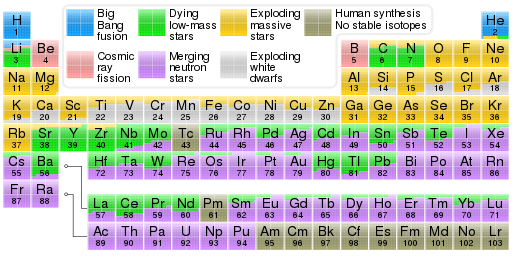 Big Bang fusion
Dying low-mass stars
Exploding massive stars
Human synthesis No stable isotopes
Cosmic ray fission
Merging neutron stars
Exploding white dwarfs
H He
1 2
Li Be B C N O F Ne
3 4 5 6 7 8 9 10
Na Mg Al Si P S Cl Ar
11 12 13 14 15 16 17 18
K Ca Sc Ti V Cr Mn Fe Co Ni Cu Zn Ga Ge As Se Br Kr
19 20 21 22 23 24 25 26 27 28 29 30 31 32 33 34 35 36
Rb Sr Y Zr Nb Mo Tc Ru Rh Pd Ag Cd In Sn Sb Te I Xe
37 38 39 40 41 42 43 44 45 46 47 48 49 50 51 52 53 54
Cs Ba Hf Ta W Re Os Ir Pt Au Hg Tl Pb Bi Po At Rn
55 56 72 73 74 75 76 77 78 79 80 81 82 83 84 85 86
Fr Ra
87 88
La Ce Pr Nd Pm Sm Eu Gd Tb Dy Ho Er Tm Yb Lu
57 58 59 60 61 62 63 64 65 66 67 68 69 70 71
Ac Th Pa U Np Pu Am Cm Bk Cf Es Fm Md No Lr
89 90 91 92 93 94 95 96 97 98 99 100 101 102 103